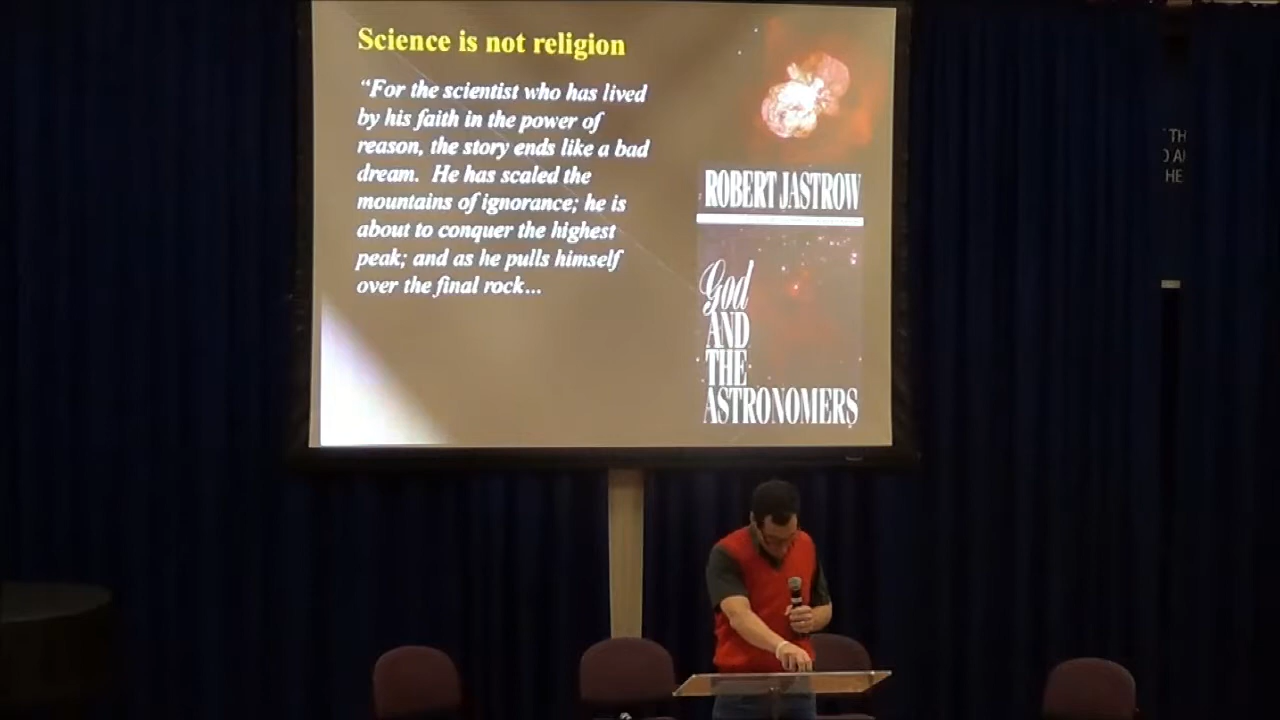 Science is not religion
“For the scientist who has lived
by his faith in the power of
reason, the story ends like a bad
dream. He has scaled the
mountains of ignorance; he is
about to conquer the highest
peak; and as he pulls himself
over the final rock…
ROBERT JASTROW
God
AND
THE
ASTRONOMERS
TH
HE